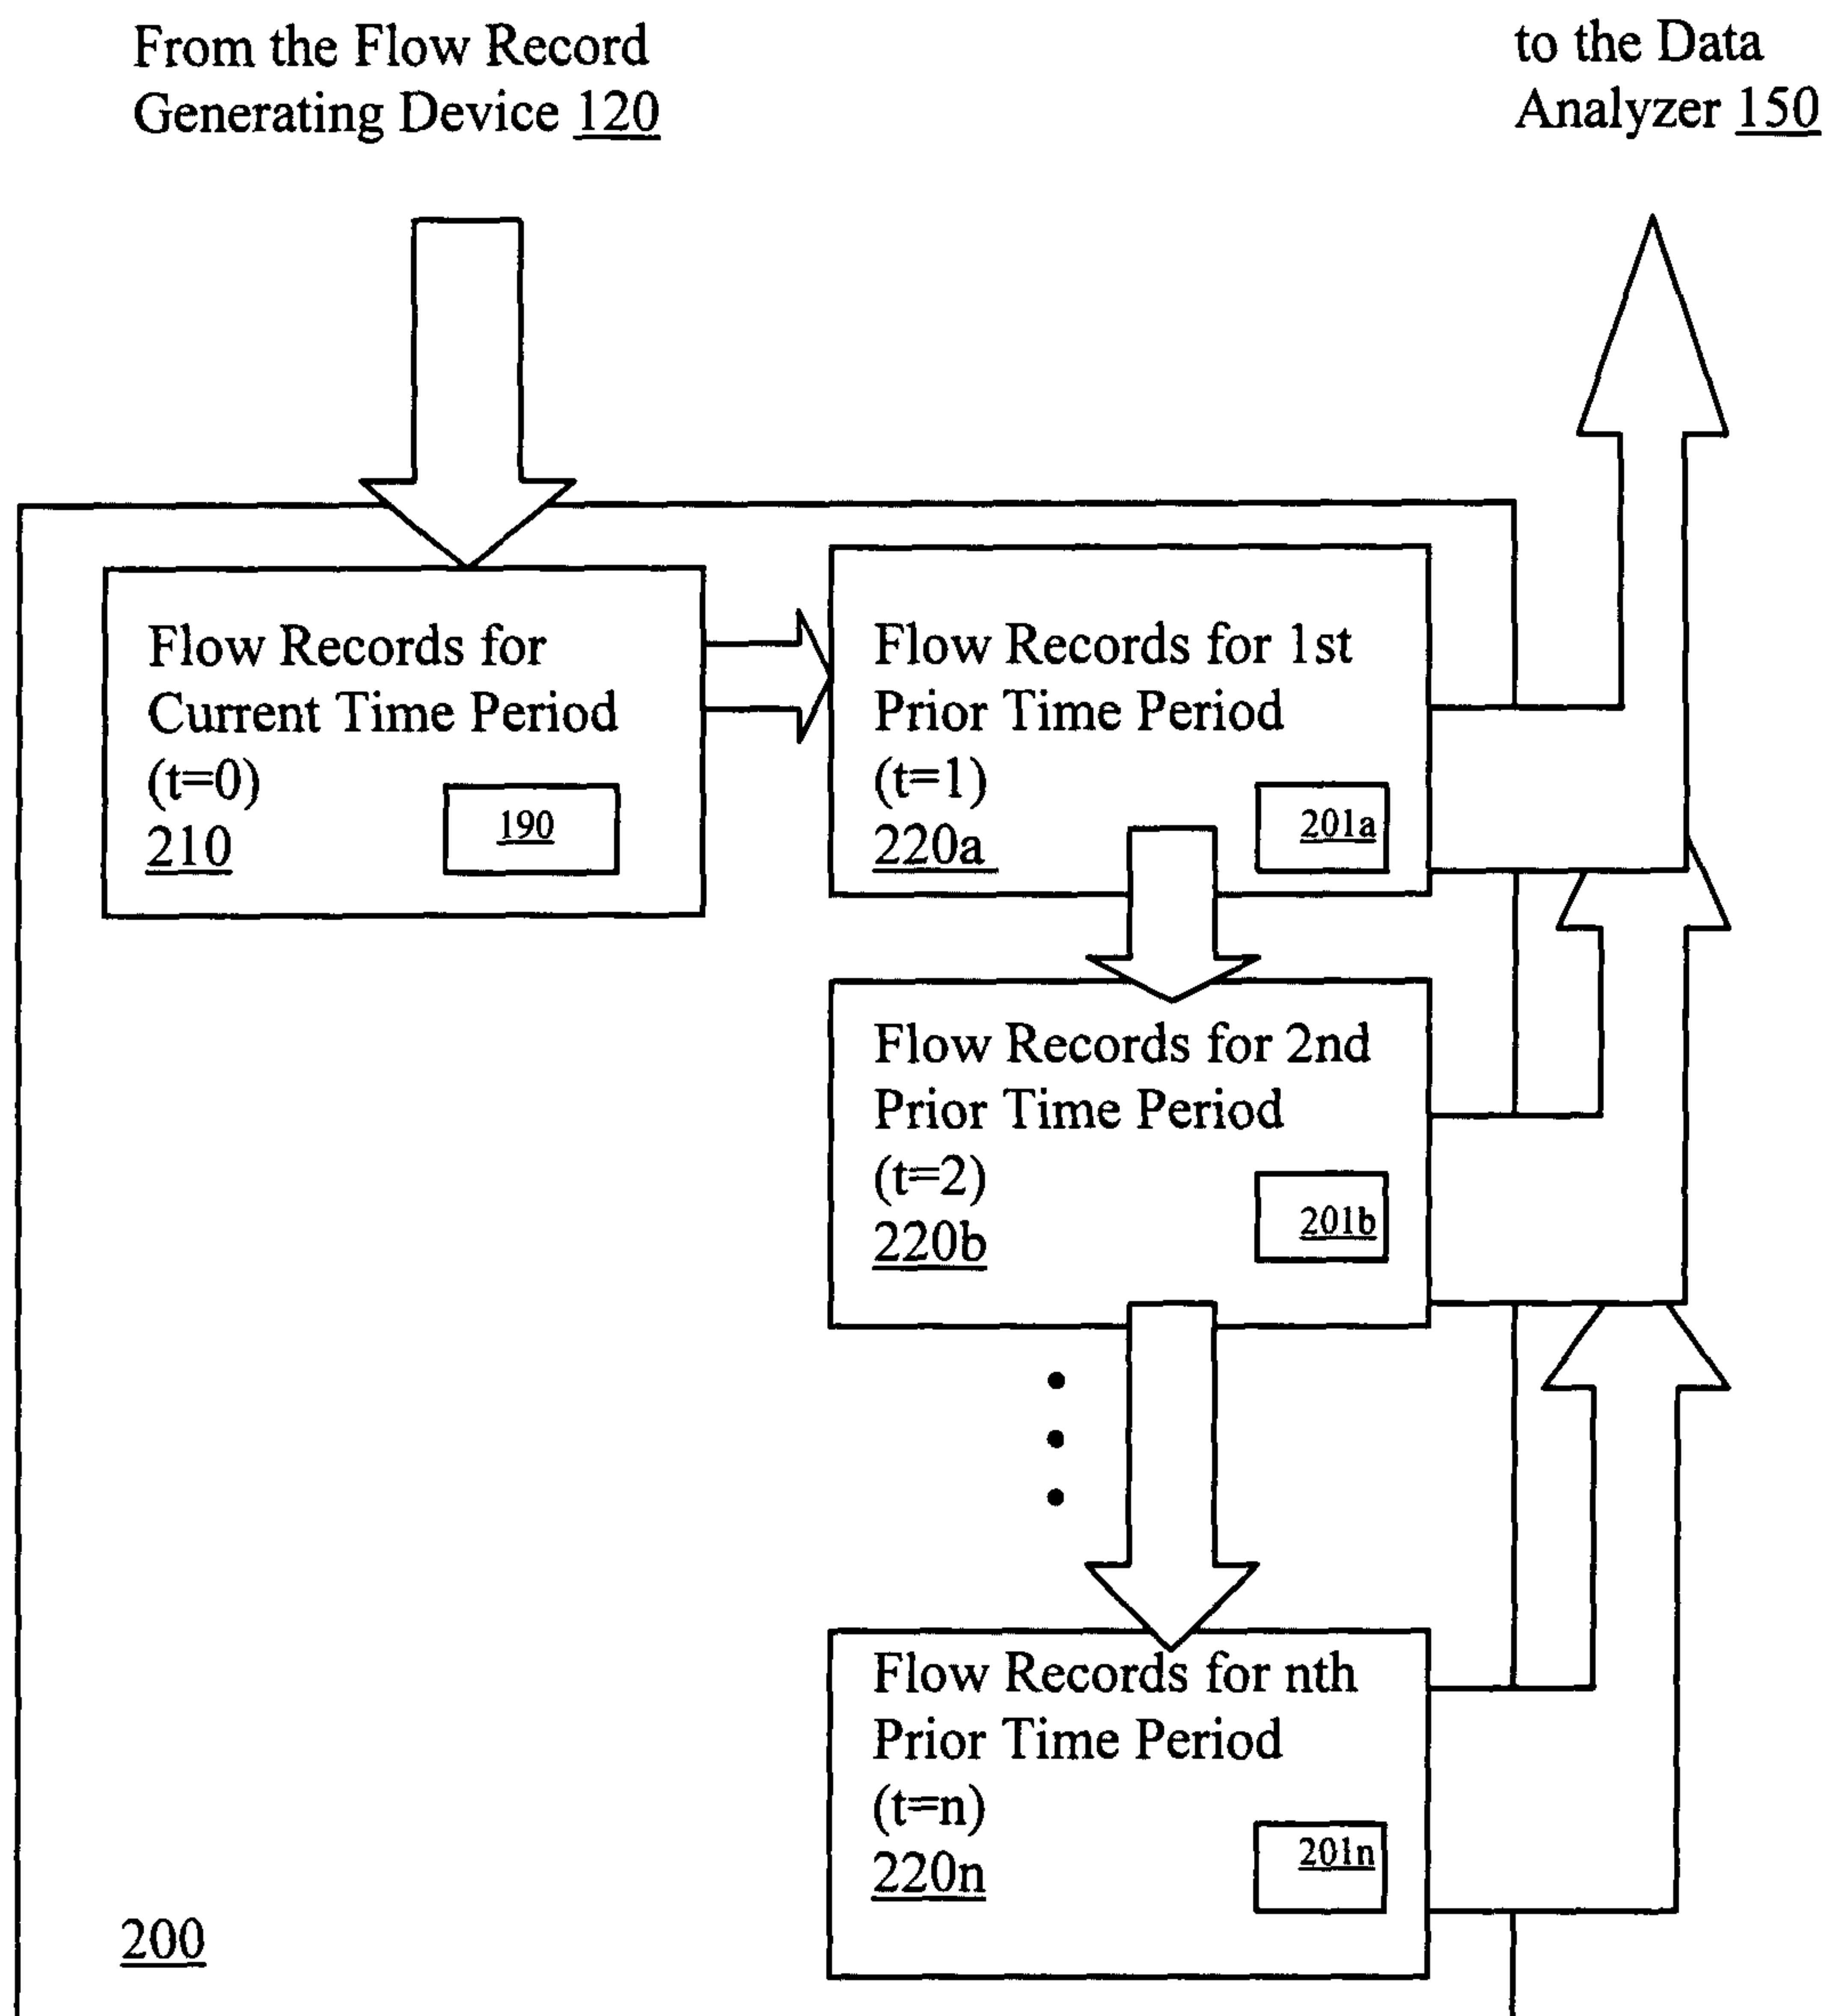 From the Flow Record
Generating Device 120
to the Data
Analyzer 150
Flow Records for
Current Time Period
(t=0)
210
190
Flow Records for 1st
Prior Time Period
(t=1)
220a
201a
Flow Records for 2nd
Prior Time Period
(t=2)
220b
201b
Flow Records for nth
Prior Time Period
(t=n)
220n
201n
200